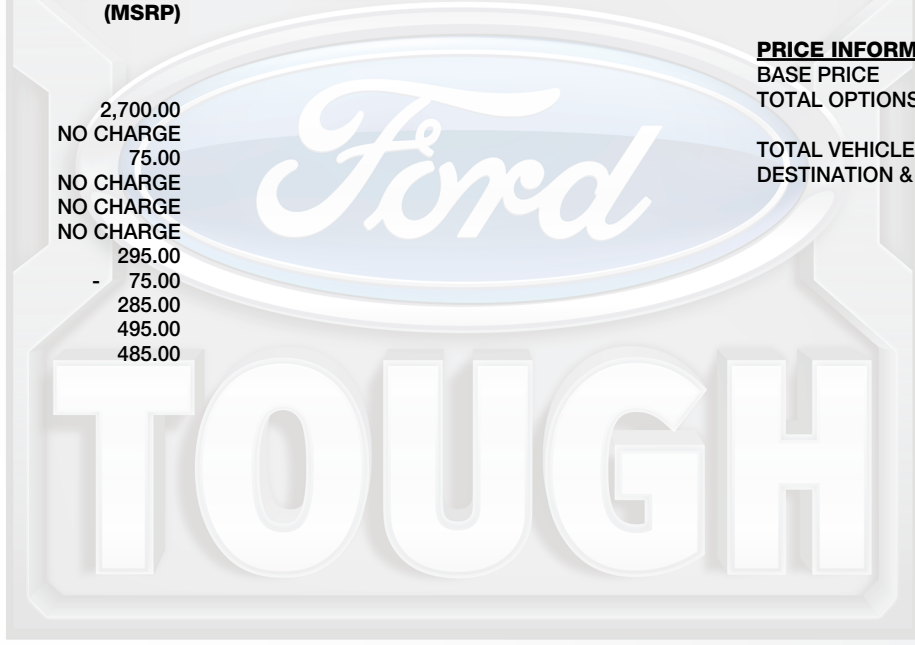 (MSRP)
2,700.00
NO CHARGE
75.00
NO CHARGE
NO CHARGE
NO CHARGE
295.00
- 75.00
285.00
495.00
485.00
PRICE INFORM
BASE PRICE
TOTAL OPTIONS
TOTAL VEHICLE
DESTINATION &
Ford
TOUGH